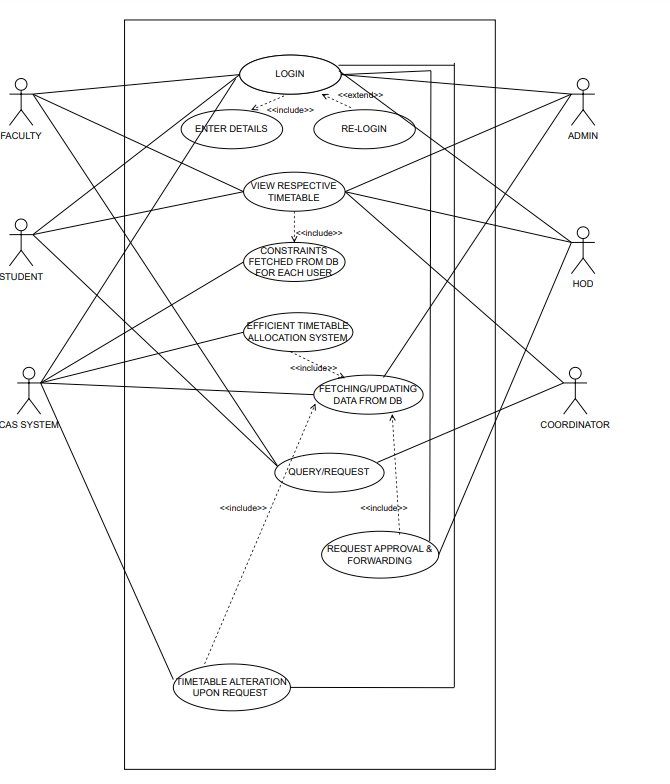 LOGIN
<<extend>>
<<include>>
ENTER DETAILS
RE-LOGIN
FACULTY
ADMIN
VIEW RESPECTIVE
TIMETABLE
<<include>>
CONSTRAINTS
FETCHED FROM DB
FOR EACH USER
STUDENT
HOD
EFFICIENT TIMETABLE
ALLOCATION SYSTEM
<<include>>
FETCHING/UPDATING
DATA FROM DB
CAS SYSTEM
COORDINATOR
QUERY/REQUEST
<<include>>
<<include>>
REQUEST APPROVAL &
FORWARDING
TIMETABLE ALTERATION
UPON REQUEST